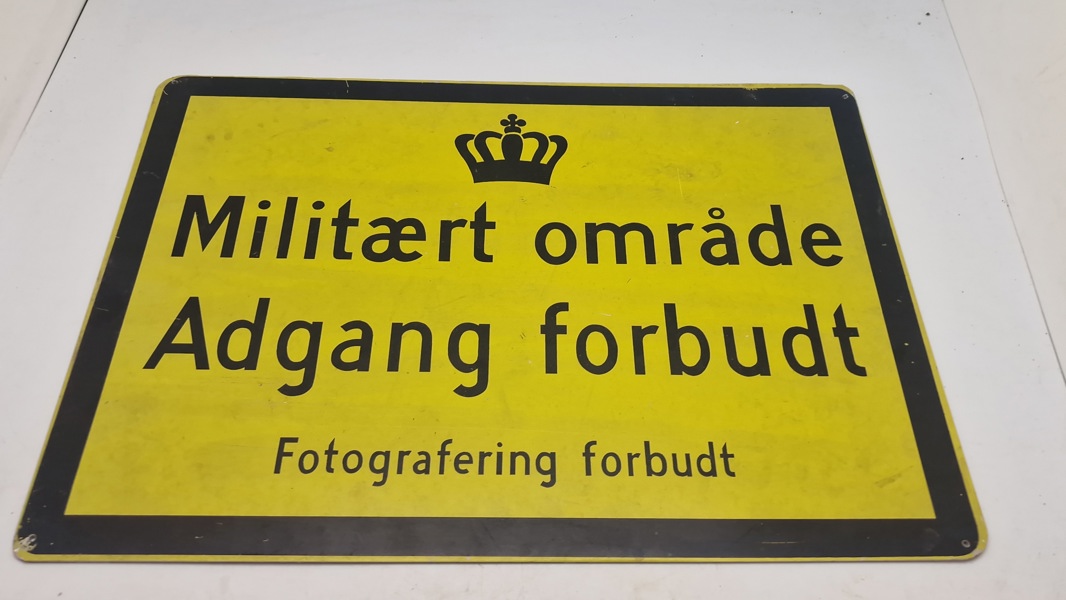 Militært område
Adgang forbudt
Fotografering forbudt